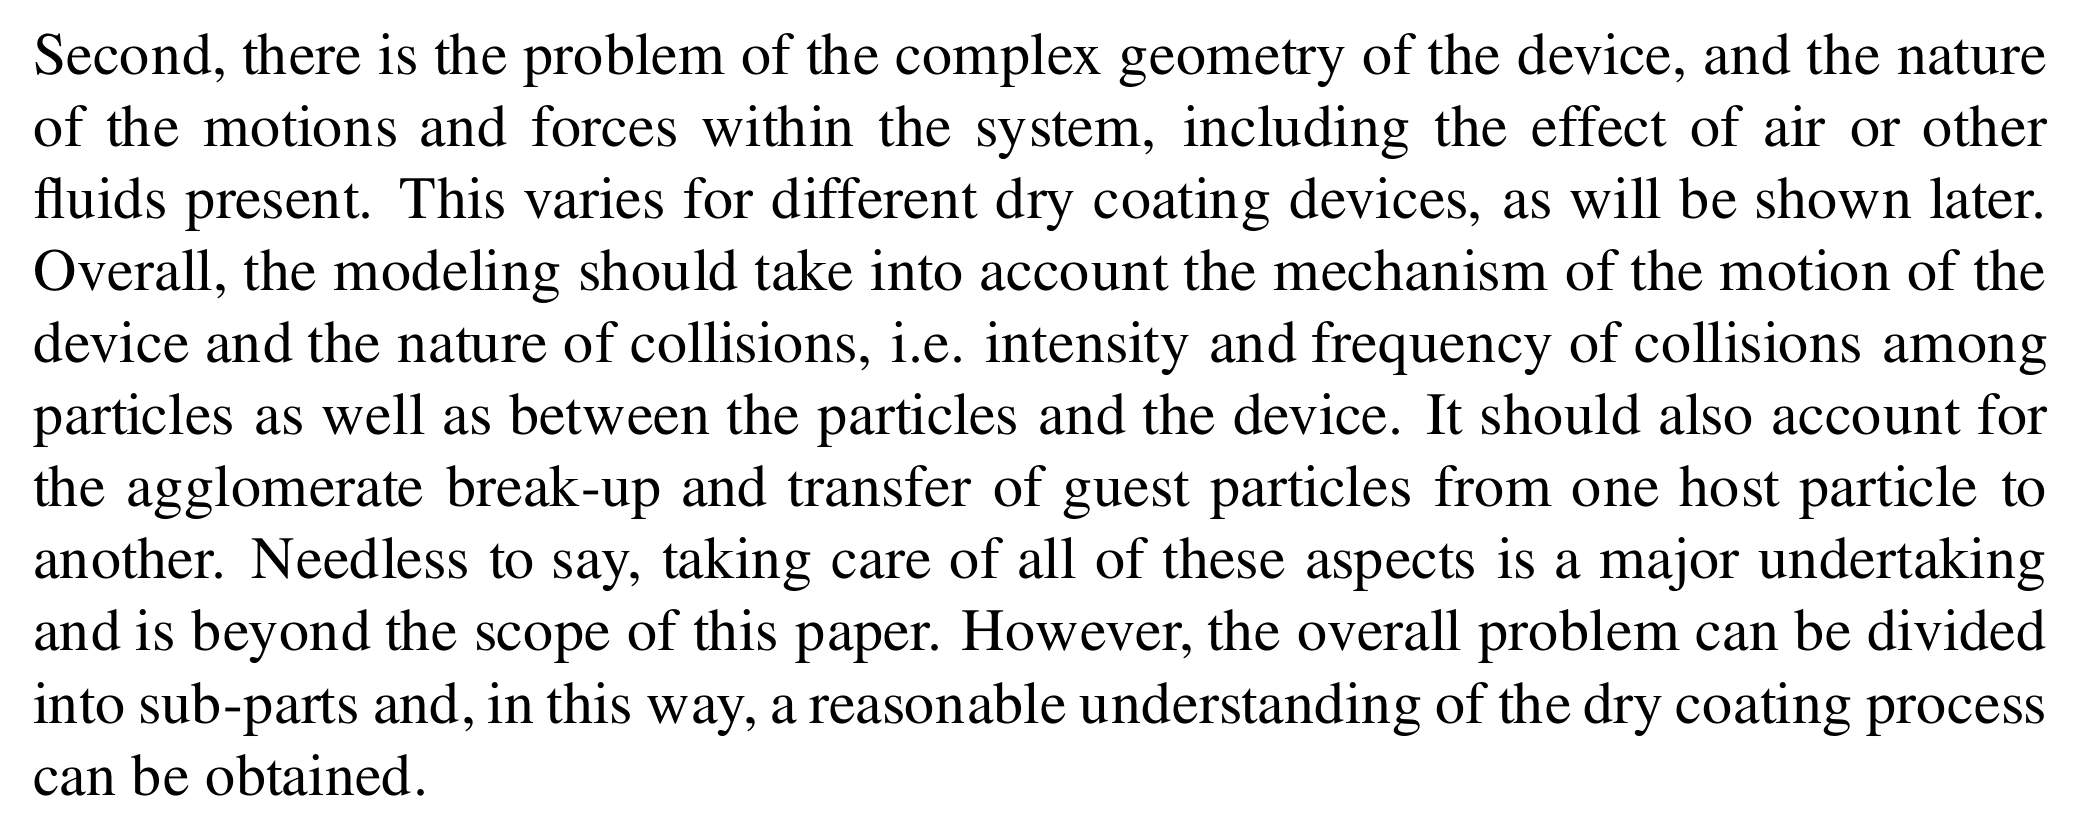 Second, there is the problem of the complex geometry of the device, and the nature
of the motions and forces within the system, including the effect of air or other
fluids present. This varies for different dry coating devices, as will be shown later.
Overall, the modeling should take into account the mechanism of the motion of the
device and the nature of collisions, i.e. intensity and frequency of collisions among
particles as well as between the particles and the device. It should also account for
the agglomerate break-up and transfer of guest particles from one host particle to
another. Needless to say, taking care of all of these aspects is a major undertaking
and is beyond the scope of this paper. However, the overall problem can be divided
into sub-parts and, in this way, a reasonable understanding of the dry coating process
can be obtained.